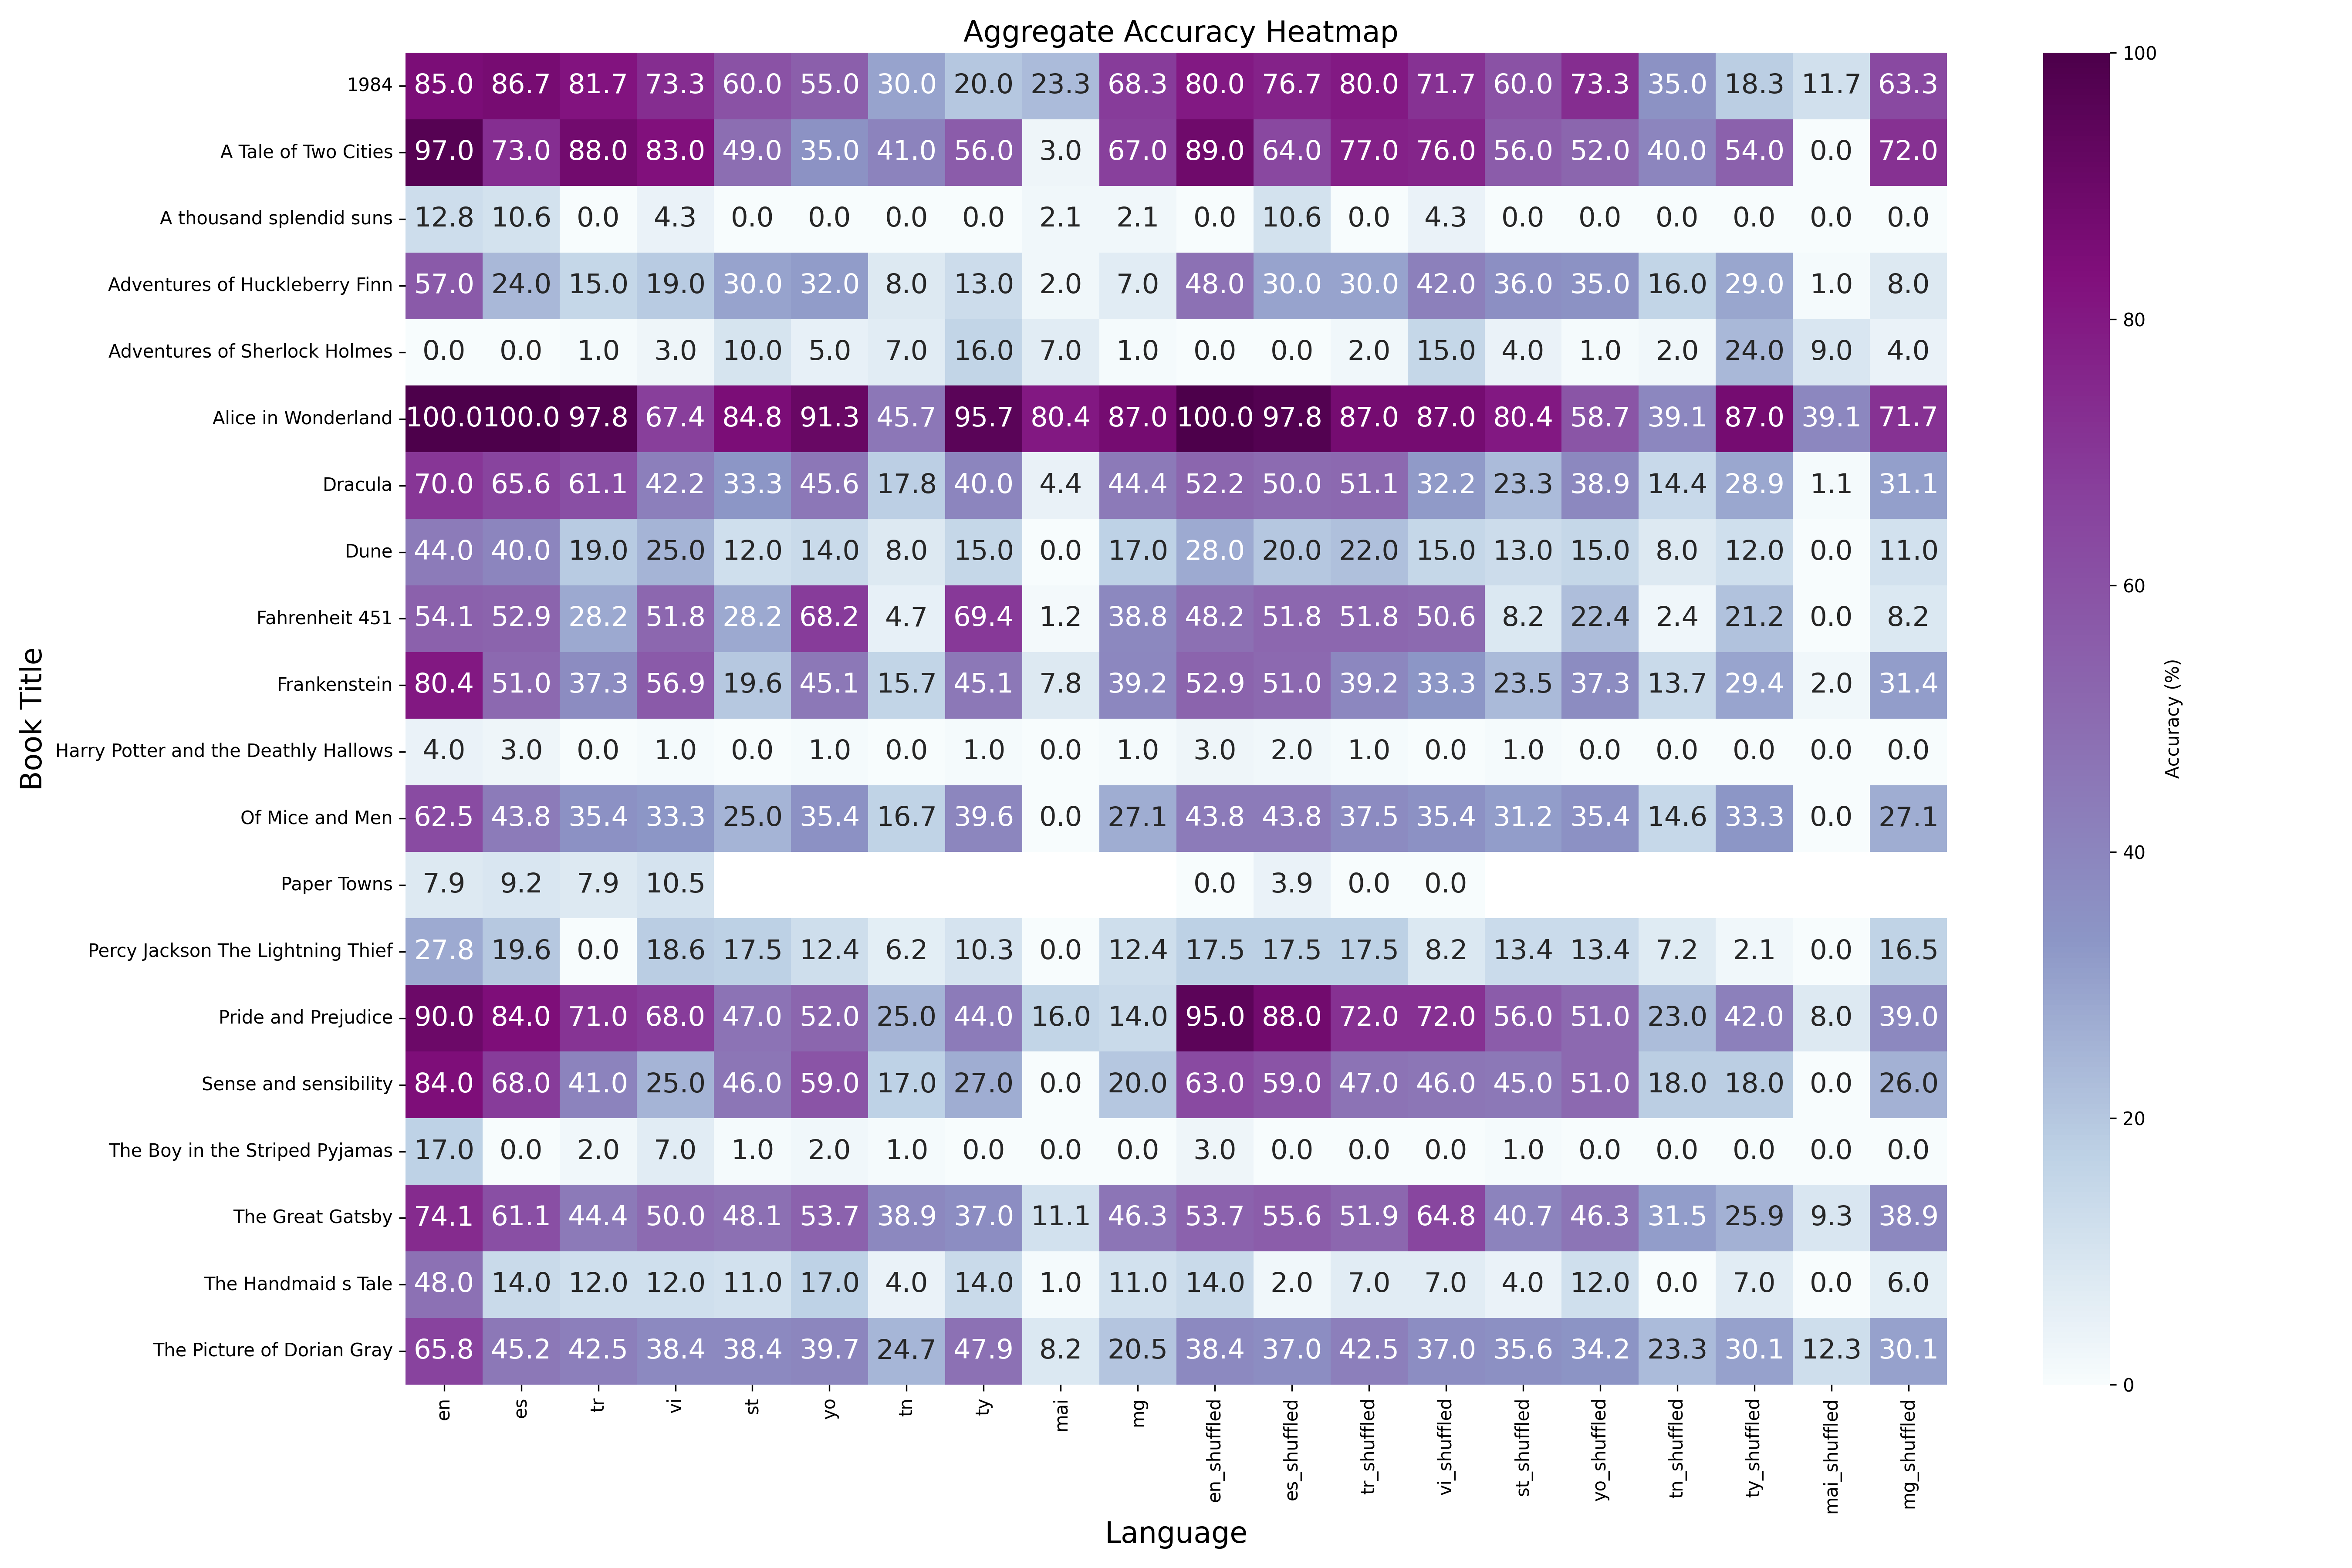 Aggregate Accuracy Heatmap
1984 85.0 86.7 81.7 73.3 60.0 55.0 30.0 20.0 23.3 68.3 80.0 76.7 80.0 71.7 60.0 73.3 35.0 18.3 11.7 63.3
A Tale of Two Cities 97.0 73.0 88.0 83.0 49.0 35.0 41.0 56.0 3.0 67.0 89.0 64.0 77.0 76.0 56.0 52.0 40.0 54.0 0.0 72.0
A thousand splendid suns 12.8 10.6 0.0 4.3 0.0 0.0 0.0 0.0 2.1 2.1 0.0 10.6 0.0 4.3 0.0 0.0 0.0 0.0 0.0 0.0
Adventures of Huckleberry Finn 57.0 24.0 15.0 19.0 30.0 32.0 8.0 13.0 2.0 7.0 48.0 30.0 30.0 42.0 36.0 35.0 16.0 29.0 1.0 8.0
Adventures of Sherlock Holmes 0.0 0.0 1.0 3.0 10.0 5.0 7.0 16.0 7.0 1.0 0.0 0.0 2.0 15.0 4.0 1.0 2.0 24.0 9.0 4.0
Alice in Wonderland 100.0 100.0 97.8 67.4 84.8 91.3 45.7 95.7 80.4 87.0 100.0 97.8 87.0 87.0 80.4 58.7 39.1 87.0 39.1 71.7
Dracula 70.0 65.6 61.1 42.2 33.3 45.6 17.8 40.0 4.4 44.4 52.2 50.0 51.1 32.2 23.3 38.9 14.4 28.9 1.1 31.1
Dune 44.0 40.0 19.0 25.0 12.0 14.0 8.0 15.0 0.0 17.0 28.0 20.0 22.0 15.0 13.0 15.0 8.0 12.0 0.0 11.0
Fahrenheit 451 54.1 52.9 28.2 51.8 28.2 68.2 4.7 69.4 1.2 38.8 48.2 51.8 51.8 50.6 8.2 22.4 2.4 21.2 0.0 8.2
Frankenstein 80.4 51.0 37.3 56.9 19.6 45.1 15.7 45.1 7.8 39.2 52.9 51.0 39.2 33.3 23.5 37.3 13.7 29.4 2.0 31.4
Harry Potter and the Deathly Hallows 4.0 3.0 0.0 1.0 0.0 1.0 0.0 1.0 0.0 1.0 3.0 2.0 1.0 0.0 1.0 0.0 0.0 0.0 0.0 0.0
Of Mice and Men 62.5 43.8 35.4 33.3 25.0 35.4 16.7 39.6 0.0 27.1 43.8 43.8 37.5 35.4 31.2 35.4 14.6 33.3 0.0 27.1
Paper Towns 7.9 9.2 7.9 10.5 0.0 3.9 0.0 0.0
Percy Jackson The Lightning Thief 27.8 19.6 0.0 18.6 17.5 12.4 6.2 10.3 0.0 12.4 17.5 17.5 17.5 8.2 13.4 13.4 7.2 2.1 0.0 16.5
Pride and Prejudice 90.0 84.0 71.0 68.0 47.0 52.0 25.0 44.0 16.0 14.0 95.0 88.0 72.0 72.0 56.0 51.0 23.0 42.0 8.0 39.0
Sense and sensibility 84.0 68.0 41.0 25.0 46.0 59.0 17.0 27.0 0.0 20.0 63.0 59.0 47.0 46.0 45.0 51.0 18.0 18.0 0.0 26.0
The Boy in the Striped Pyjamas 17.0 0.0 2.0 7.0 1.0 2.0 1.0 0.0 0.0 0.0 3.0 0.0 0.0 0.0 1.0 0.0 0.0 0.0 0.0 0.0
The Great Gatsby 74.1 61.1 44.4 50.0 48.1 53.7 38.9 37.0 11.1 46.3 53.7 55.6 51.9 64.8 40.7 46.3 31.5 25.9 9.3 38.9
The Handmaid s Tale 48.0 14.0 12.0 12.0 11.0 17.0 4.0 14.0 1.0 11.0 14.0 2.0 7.0 7.0 4.0 12.0 0.0 7.0 0.0 6.0
The Picture of Dorian Gray 65.8 45.2 42.5 38.4 38.4 39.7 24.7 47.9 8.2 20.5 38.4 37.0 42.5 37.0 35.6 34.2 23.3 30.1 12.3 30.1
en es tr vi st yo tn ty mai mg en_shuffled es_shuffled tr_shuffled vi_shuffled st_shuffled yo_shuffled tn_shuffled ty_shuffled mai_shuffled mg_shuffled
Language
Book Title
100
80
60
40
20
0
Accuracy (%)